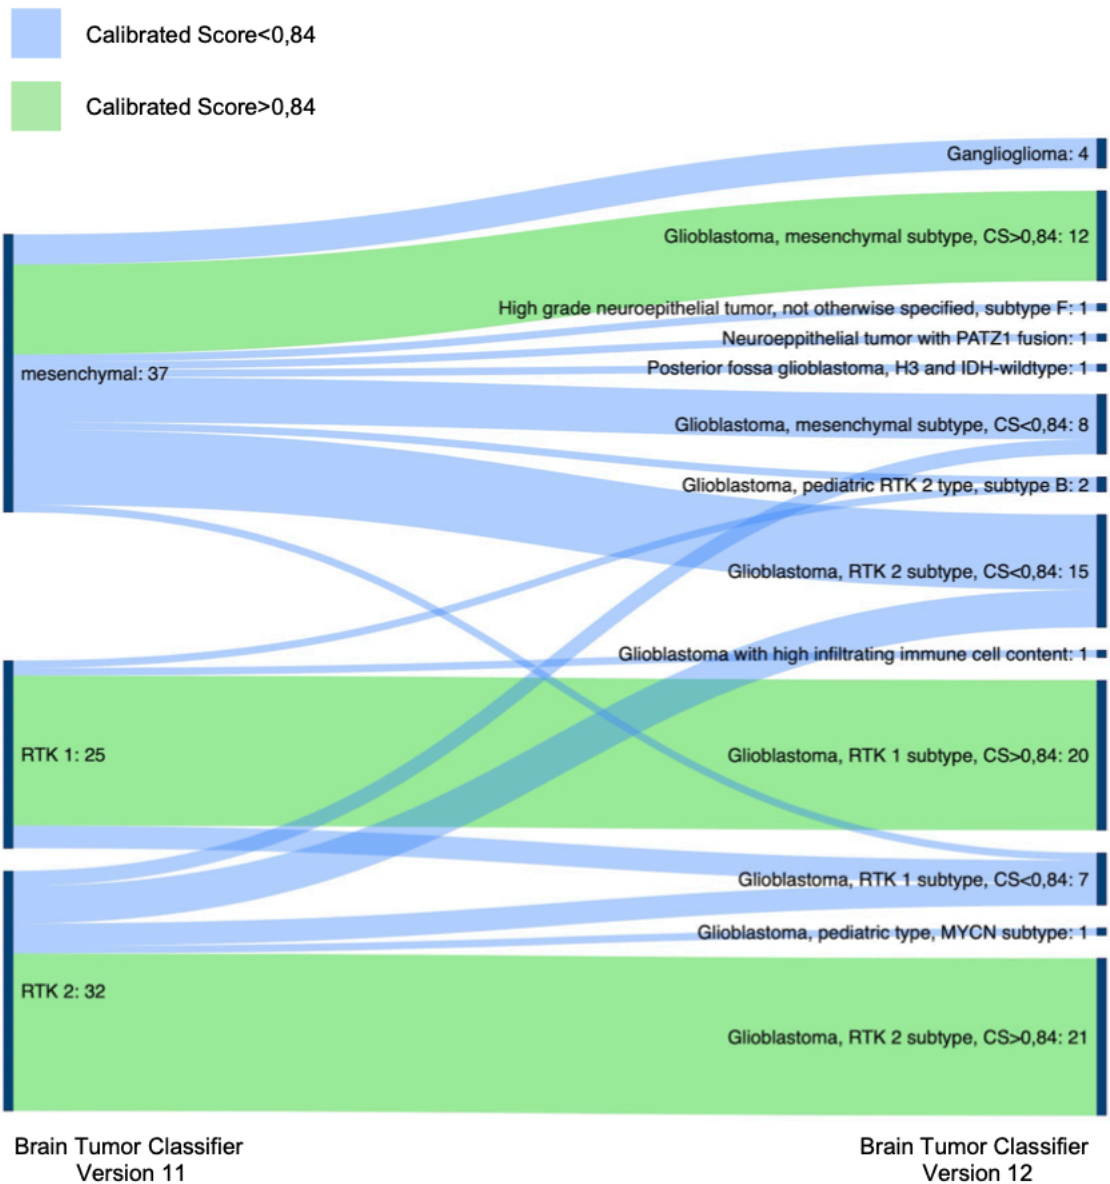 Calibrated Score<0,84
Calibrated Score>0,84
Ganglioglioma: 4
Glioblastoma, mesenchymal subtype, CS>0,84: 12
High grade neuroepithelial tumor, not otherwise specified, subtype F: 1
Neuroeppithelial tumor with PATZ1 fusion: 1
Posterior fossa glioblastoma, H3 and IDH-wildtype: 1
mesenchymal: 37
Glioblastoma, mesenchymal subtype, CS<0,84: 8
Glioblastoma, pediatric RTK 2 type, subtype B: 2
Glioblastoma, RTK 2 subtype, CS<0,84: 15
Glioblastoma with high infiltrating immune cell content: 1
RTK 1: 25
Glioblastoma, RTK 1 subtype, CS>0,84: 20
Glioblastoma, RTK 1 subtype, CS<0,84: 7
Glioblastoma, pediatric type, MYCN subtype: 1
RTK 2: 32
Glioblastoma, RTK 2 subtype, CS>0,84: 21
Brain Tumor Classifier
Version 11
Brain Tumor Classifier
Version 12